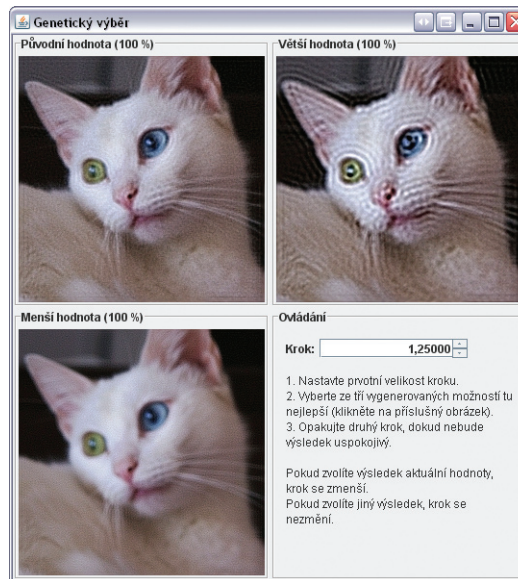 Genetický výběr
Původní hodnota (100 %)
Větší hodnota (100 %)
Menší hodnota (100 %)
Ovládání
Krok: 1,25000
1. Nastavte prvotní velikost kroku.
2. Vyberte ze tří vygenerovaných možností tu
nejlepší (klikněte na příslušný obrázek).
3. Opakujte druhý krok, dokud nebude
výsledek uspokojivý.
Pokud zvolíte výsledek aktuální hodnoty,
krok se zmenší.
Pokud zvolíte jiný výsledek, krok se
nezmění.